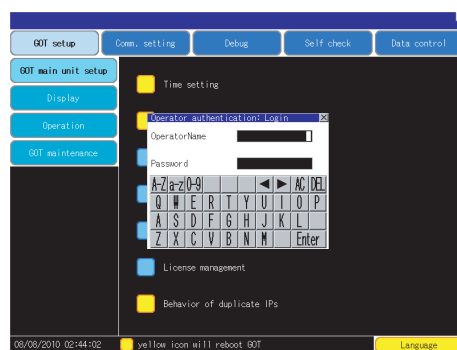 GOT setup
Comm. setting
Debug
Self check
Data control
GOT main unit setup
Display
Operation
GOT maintenance
Time setting
Operator authentication: Login
OperatorName
Password
A-Z a-z 0-9 ◀ ▶ AC DEL
Q W E R T Y U I O P
A S D F G H J K L
Z X C V B N M Enter
License management
Behavior of duplicate IPs
08/08/2010 02:44:02
yellow icon will reboot GOT
Language